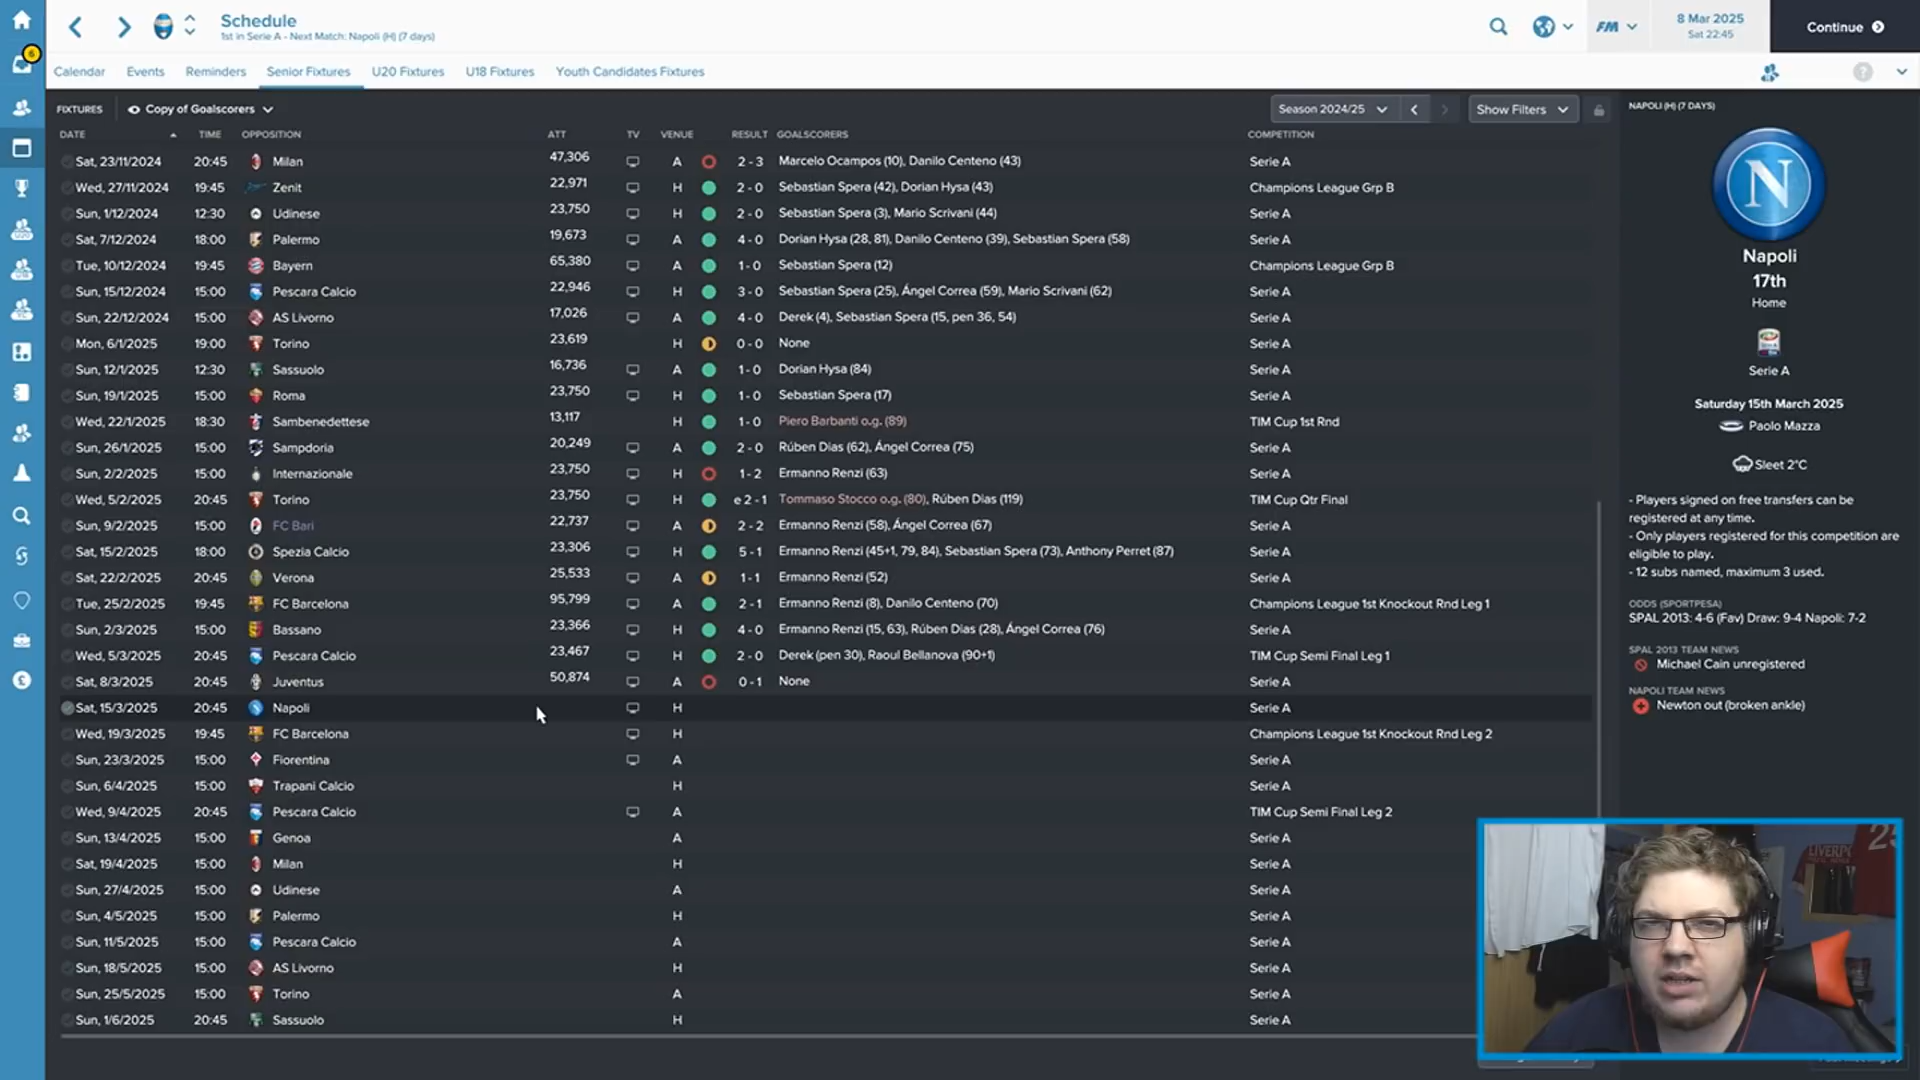 Schedule
1st in Serie A - Next Match: Napoli (H) (7 days)
FM
8 Mar 2025
Sat 22:45
Continue
6
Calendar Events Reminders Senior Fixtures U20 Fixtures U18 Fixtures Youth Candidates Fixtures
FIXTURES Copy of Goalscorers Season 2024/25 Show Filters
DATE TIME OPPOSITION ATT TV VENUE RESULT GOALSCORERS COMPETITION
Sat, 23/11/2024 20:45 Milan 47,306 A 2 - 3 Marcelo Ocampos (10), Danilo Centeno (43) Serie A
Wed, 27/11/2024 19:45 Zenit 22,971 H 2 - 0 Sebastian Spera (42), Dorian Hysa (43) Champions League Grp B
Sun, 1/12/2024 12:30 Udinese 23,750 H 2 - 0 Sebastian Spera (3), Mario Scrivani (44) Serie A
Sat, 7/12/2024 18:00 Palermo 19,673 A 4 - 0 Dorian Hysa (28, 81), Danilo Centeno (39), Sebastian Spera (58) Serie A
Tue, 10/12/2024 19:45 Bayern 65,380 A 1 - 0 Sebastian Spera (12) Champions League Grp B
Sun, 15/12/2024 15:00 Pescara Calcio 22,946 H 3 - 0 Sebastian Spera (25), Ángel Correa (59), Mario Scrivani (62) Serie A
Sun, 22/12/2024 15:00 AS Livorno 17,026 A 4 - 0 Derek (4), Sebastian Spera (15, pen 36, 54) Serie A
Mon, 6/1/2025 19:00 Torino 23,619 H 0 - 0 None Serie A
Sun, 12/1/2025 12:30 Sassuolo 16,736 A 1 - 0 Dorian Hysa (84) Serie A
Sun, 19/1/2025 15:00 Roma 23,750 H 1 - 0 Sebastian Spera (17) Serie A
Wed, 22/1/2025 18:30 Sambenedettese 13,117 H 1 - 0 Piero Barbanti o.g. (89) TIM Cup 1st Rnd
Sun, 26/1/2025 15:00 Sampdoria 20,249 A 2 - 0 Rúben Dias (62), Ángel Correa (75) Serie A
Sun, 2/2/2025 15:00 Internazionale 23,750 H 1 - 2 Ermanno Renzi (63) Serie A
Wed, 5/2/2025 20:45 Torino 23,750 H e 2 - 1 Tommaso Stocco o.g. (80), Rúben Dias (119) TIM Cup Qtr Final
Sun, 9/2/2025 15:00 FC Bari 22,737 A 2 - 2 Ermanno Renzi (58), Ángel Correa (67) Serie A
Sat, 15/2/2025 18:00 Spezia Calcio 23,306 H 5 - 1 Ermanno Renzi (45+1, 79, 84), Sebastian Spera (73), Anthony Perret (87) Serie A
Sat, 22/2/2025 20:45 Verona 25,533 A 1 - 1 Ermanno Renzi (52) Serie A
Tue, 25/2/2025 19:45 FC Barcelona 95,799 A 2 - 1 Ermanno Renzi (8), Danilo Centeno (70) Champions League 1st Knockout Rnd Leg 1
Sun, 2/3/2025 15:00 Bassano 23,366 H 4 - 0 Ermanno Renzi (15, 63), Rúben Dias (28), Ángel Correa (76) Serie A
Wed, 5/3/2025 20:45 Pescara Calcio 23,467 H 2 - 0 Derek (pen 30), Raoul Bellanova (90+1) TIM Cup Semi Final Leg 1
Sat, 8/3/2025 20:45 Juventus 50,874 A 0 - 1 None Serie A
Sat, 15/3/2025 20:45 Napoli H Serie A
Wed, 19/3/2025 19:45 FC Barcelona H Champions League 1st Knockout Rnd Leg 2
Sun, 23/3/2025 15:00 Fiorentina A Serie A
Sun, 6/4/2025 15:00 Trapani Calcio H Serie A
Wed, 9/4/2025 20:45 Pescara Calcio A TIM Cup Semi Final Leg 2
Sun, 13/4/2025 15:00 Genoa A Serie A
Sat, 19/4/2025 15:00 Milan H Serie A
Sun, 27/4/2025 15:00 Udinese A Serie A
Sun, 4/5/2025 15:00 Palermo H Serie A
Sun, 11/5/2025 15:00 Pescara Calcio A Serie A
Sun, 18/5/2025 15:00 AS Livorno H Serie A
Sun, 25/5/2025 15:00 Torino A Serie A
Sun, 1/6/2025 20:45 Sassuolo H Serie A
NAPOLI (H) (7 DAYS)
N
Napoli
17th
Home
Serie A
Saturday 15th March 2025
Paolo Mazza
Sleet 2°C
- Players signed on free transfers can be
registered at any time.
- Only players registered for this competition are
eligible to play.
- 12 subs named, maximum 3 used.
ODDS (SPORTPESA)
SPAL 2013: 4-6 (Fav) Draw: 9-4 Napoli: 7-2
SPAL 2013 TEAM NEWS
Michael Cain unregistered
NAPOLI TEAM NEWS
Newton out (broken ankle)